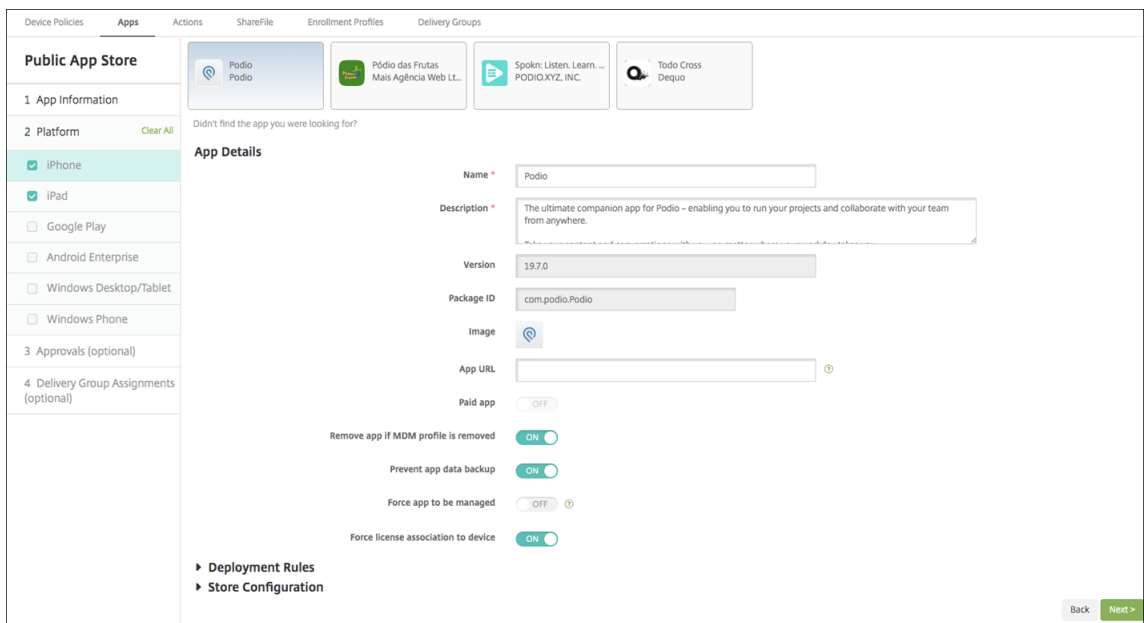 Device Policies
Apps
Actions
ShareFile
Enrollment Profiles
Delivery Groups
Public App Store
1 App Information
2 Platform
Clear All
iPhone
iPad
Google Play
Android Enterprise
Windows Desktop/Tablet
Windows Phone
3 Approvals (optional)
4 Delivery Group Assignments
(optional)
Podio
Podio
Pódio das Frutas
Mais Agência Web Lt...
Spokn: Listen. Learn. ...
PODIO.XYZ, INC.
Todo Cross
Dequo
Didn't find the app you were looking for?
App Details
Name *
Podio
Description *
The ultimate companion app for Podio – enabling you to run your projects and collaborate with your team
from anywhere.
Version
19.7.0
Package ID
com.podio.Podio
Image
App URL
Paid app
OFF
Remove app if MDM profile is removed
ON
Prevent app data backup
ON
Force app to be managed
OFF
Force license association to device
ON
Deployment Rules
Store Configuration
Back
Next >